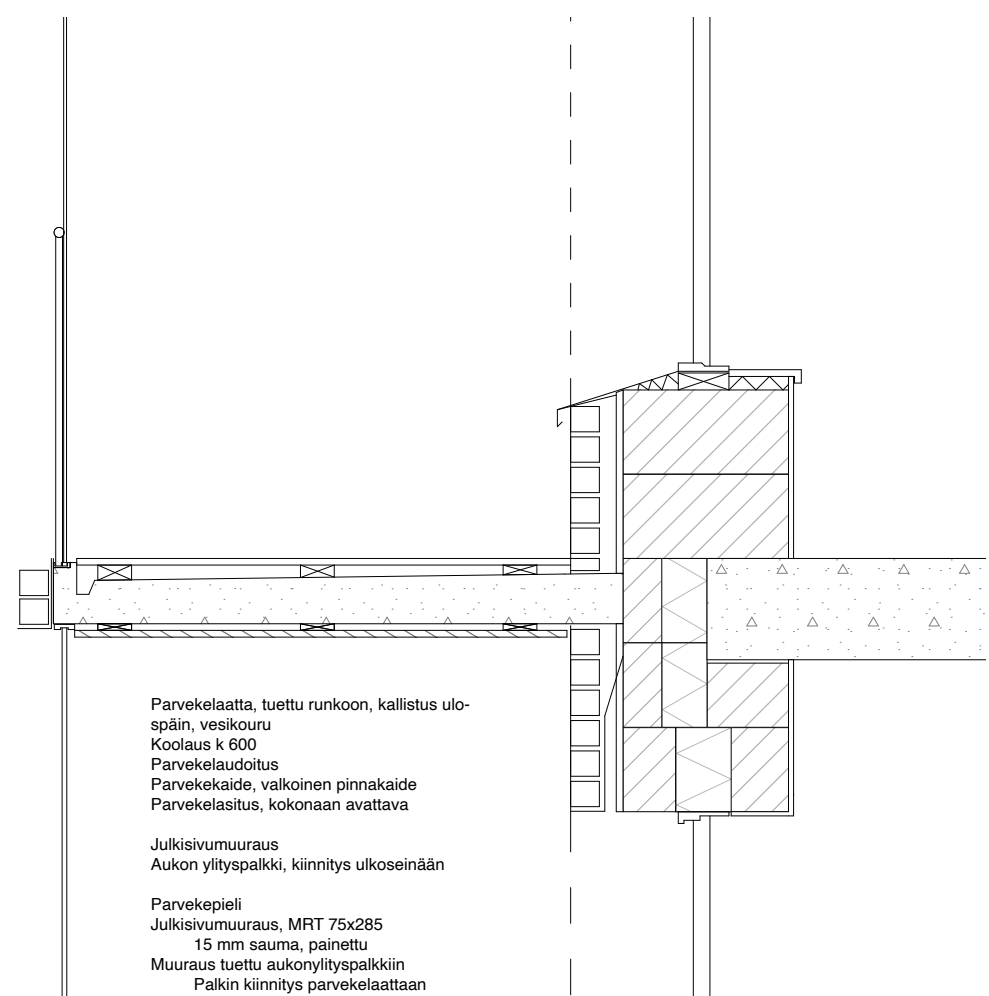 Parvekelaatta, tuettu runkoon, kallistus ulo-
späin, vesikouru
Koolaus k 600
Parvekelaudoitus
Parvekekaide, valkoinen pinnakaide
Parvekelasitus, kokonaan avattava
Julkisivumuuraus
Aukon ylityspalkki, kiinnitys ulkoseinään
Parvekepieli
Julkisivumuuraus, MRT 75x285
15 mm sauma, painettu
Muuraus tuettu aukonylityspalkkiin
Palkin kiinnitys parvekelaattaan